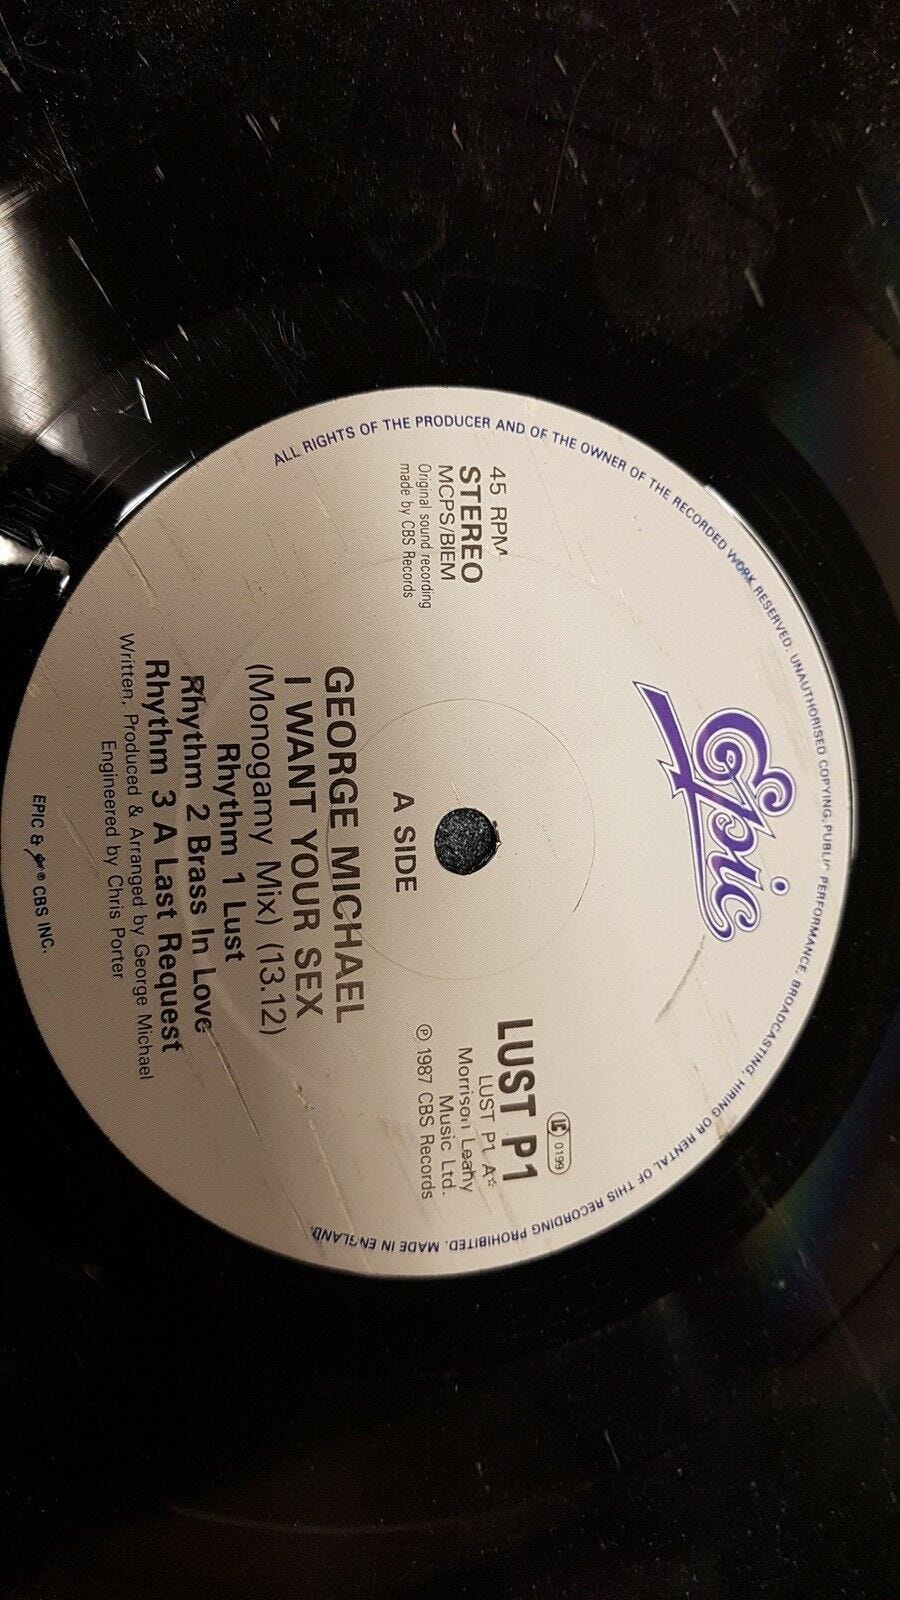 ALL RIGHTS OF THE PRODUCER AND OF THE OWNER OF THE RECORDED WORK RESERVED. UNAUTHORISED COPYING, PUBLIC PERFORMANCE, BROADCASTING, HIRING OR RENTAL OF THIS RECORDING PROHIBITED. MADE IN ENGLAND.
Epic
45 RPM
STEREO
MCPS/BIEM
Original sound recording
made by CBS Records
LC 0199
LUST P1
LUST P1 A☆
Morrison Leahy
Music Ltd.
℗ 1987 CBS Records
A SIDE
GEORGE MICHAEL
I WANT YOUR SEX
(Monogamy Mix) (13.12)
Rhythm 1 Lust
Rhythm 2 Brass In Love
Rhythm 3 A Last Request
Written, Produced & Arranged by George Michael
Engineered by Chris Porter
EPIC & CBS INC.